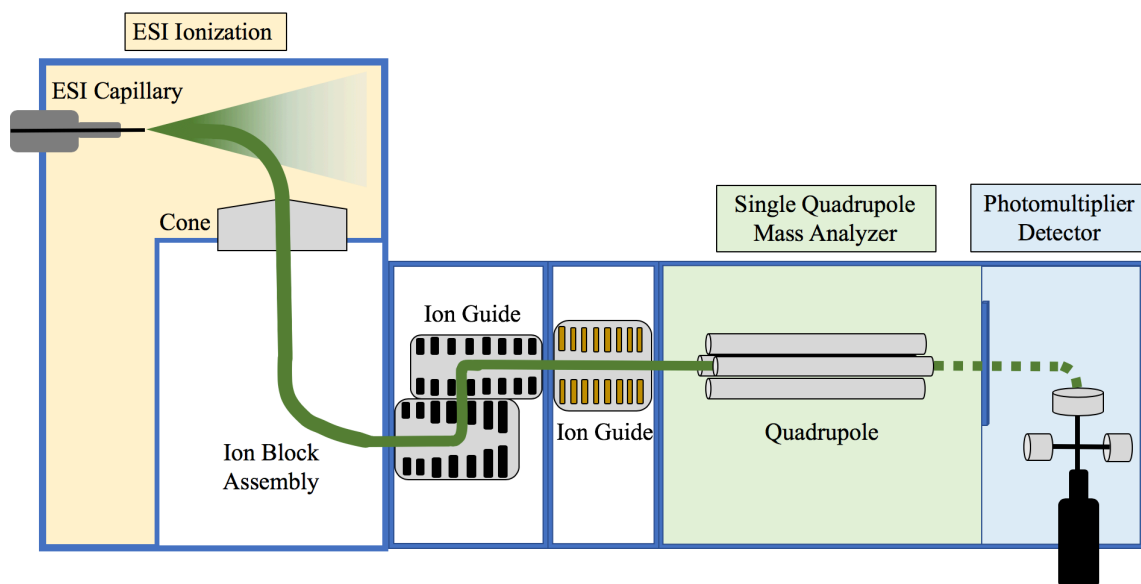 ESI Ionization
ESI Capillary
Cone
Single Quadrupole
Mass Analyzer
Photomultiplier
Detector
Ion Guide
Ion Guide
Quadrupole
Ion Block
Assembly